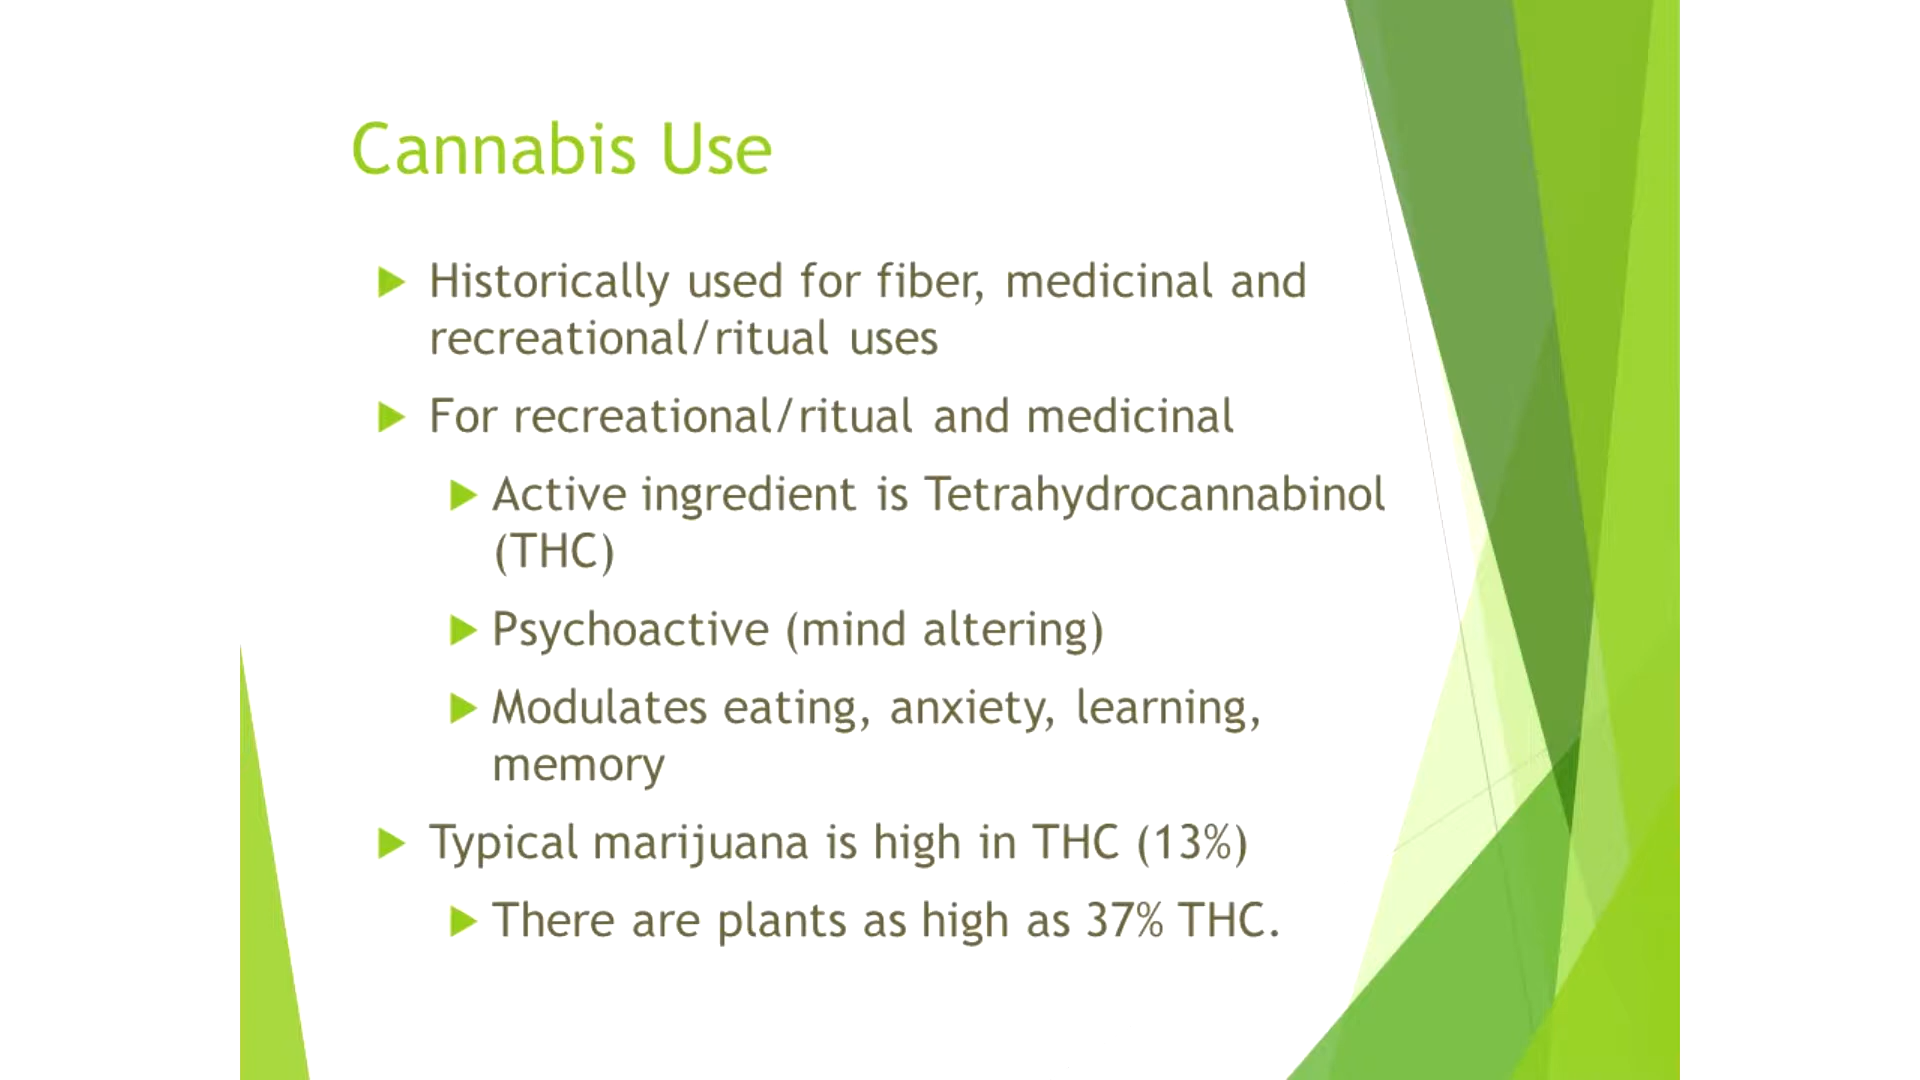 Cannabis Use
Historically used for fiber, medicinal and
recreational/ritual uses
For recreational/ritual and medicinal
Active ingredient is Tetrahydrocannabinol
(THC)
Psychoactive (mind altering)
Modulates eating, anxiety, learning,
memory
Typical marijuana is high in THC (13%)
There are plants as high as 37% THC.